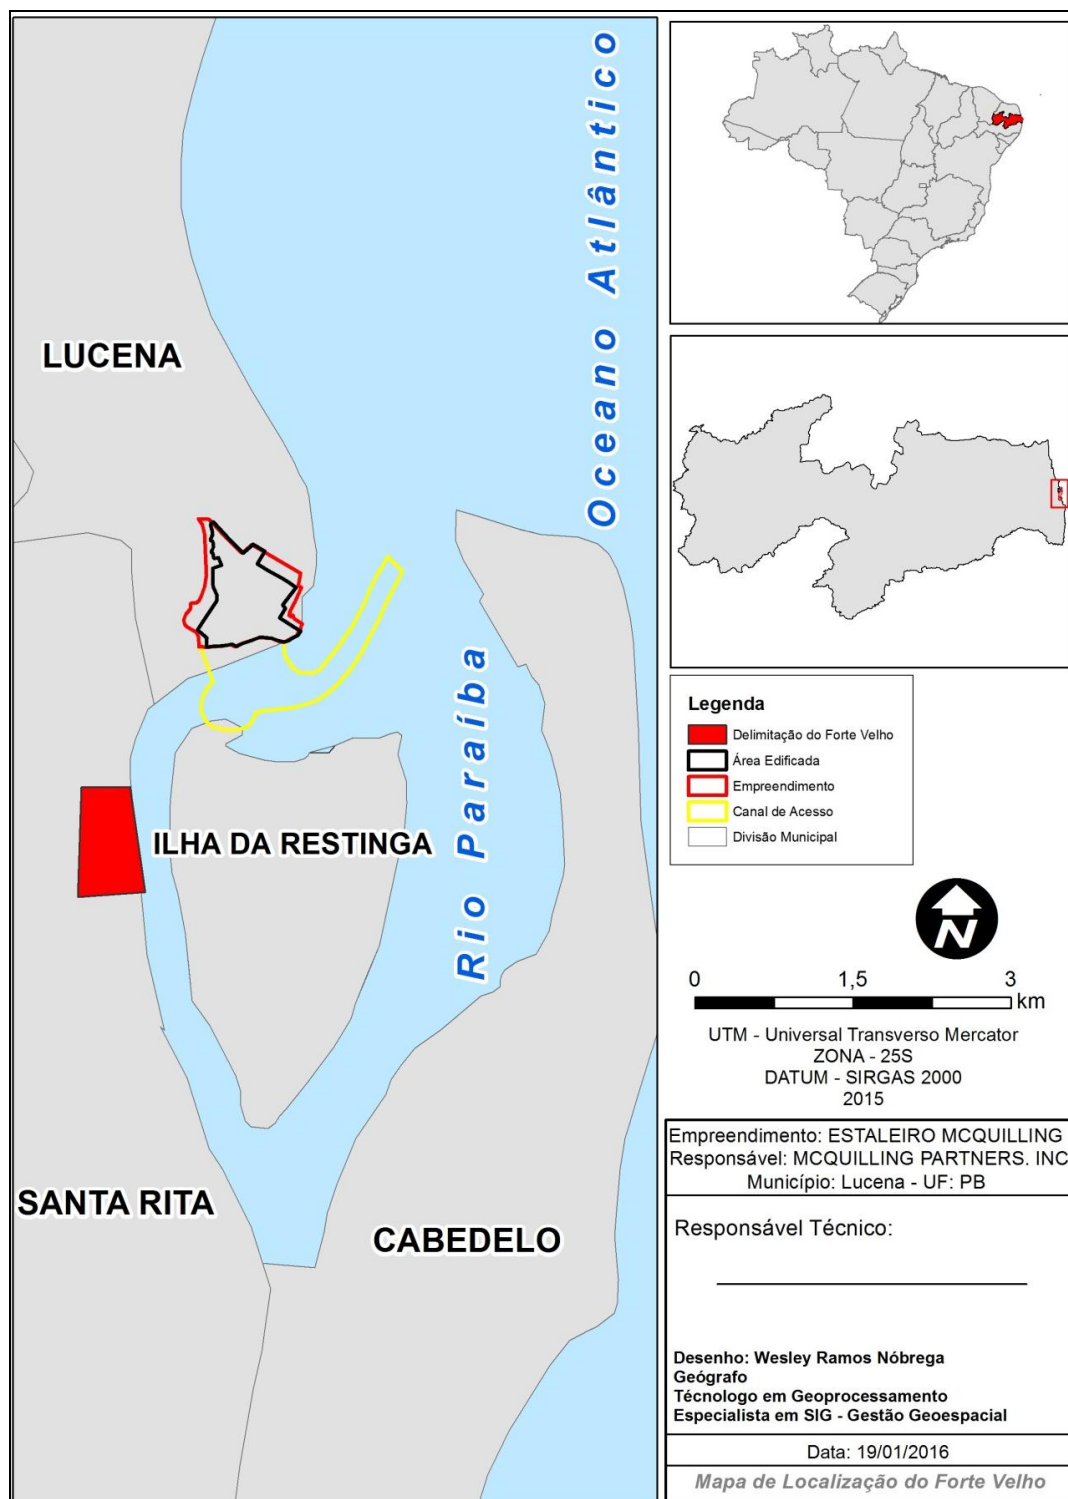 Oceano Atlântico
LUCENA
Rio Paraíba
ILHA DA RESTINGA
SANTA RITA
CABEDELO
Legenda
Delimitação do Forte Velho
Área Edificada
Empreendimento
Canal de Acesso
Divisão Municipal
N
0 1,5 3
km
UTM - Universal Transverso Mercator
ZONA - 25S
DATUM - SIRGAS 2000
2015
Empreendimento: ESTALEIRO MCQUILLING
Responsável: MCQUILLING PARTNERS. INC
Município: Lucena - UF: PB
Responsável Técnico:
Desenho: Wesley Ramos Nóbrega
Geógrafo
Técnologo em Geoprocessamento
Especialista em SIG - Gestão Geoespacial
Data: 19/01/2016
Mapa de Localização do Forte Velho